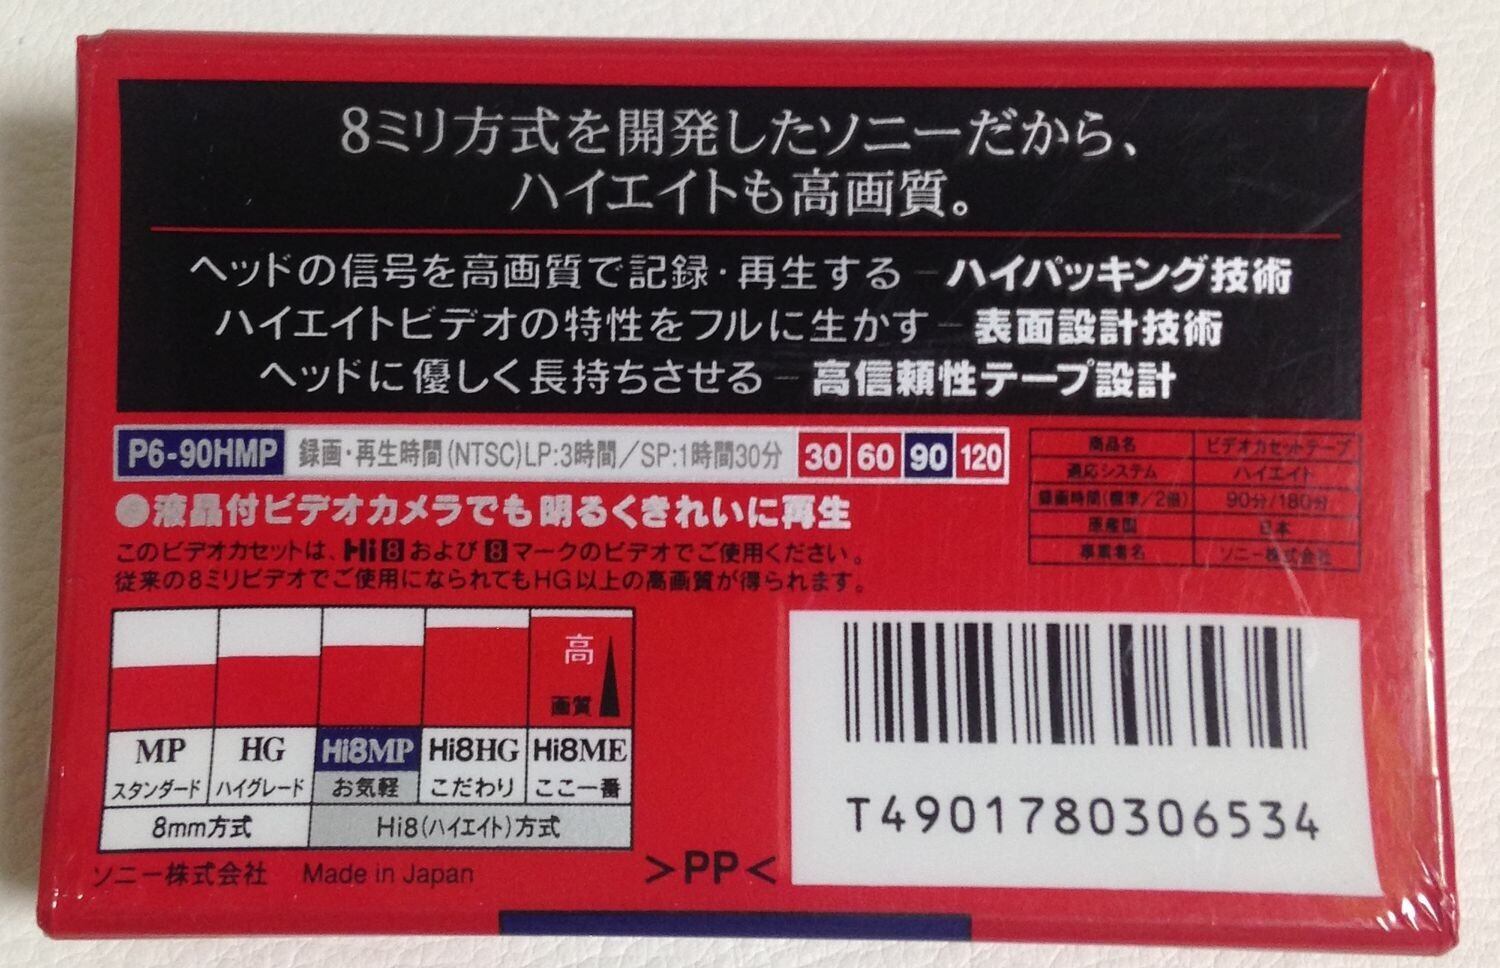 8ミリ方式を開発したソニーだから、
ハイエイトも高画質。
ヘッドの信号を高画質で記録・再生する－ハイパッキング技術
ハイエイトビデオの特性をフルに生かす－表面設計技術
ヘッドに優しく長持ちさせる－高信頼性テープ設計
P6-90HMP 録画・再生時間(NTSC)LP:3時間／SP:1時間30分 30 60 90 120
●液晶付ビデオカメラでも明るくきれいに再生
このビデオカセットは、Hi8および8マークのビデオでご使用ください。
従来の8ミリビデオでご使用になられてもHG以上の高画質が得られます。
商品名 ビデオカセットテープ
適応システム ハイエイト
録画時間(標準／2倍) 90分/180分
原産国 日本
事業者名 ソニー株式会社
高
画質
MP HG Hi8MP Hi8HG Hi8ME
スタンダード ハイグレード お気軽 こだわり ここ一番
8mm方式 Hi8(ハイエイト)方式
ソニー株式会社 Made in Japan
>PP<
T4901780306534